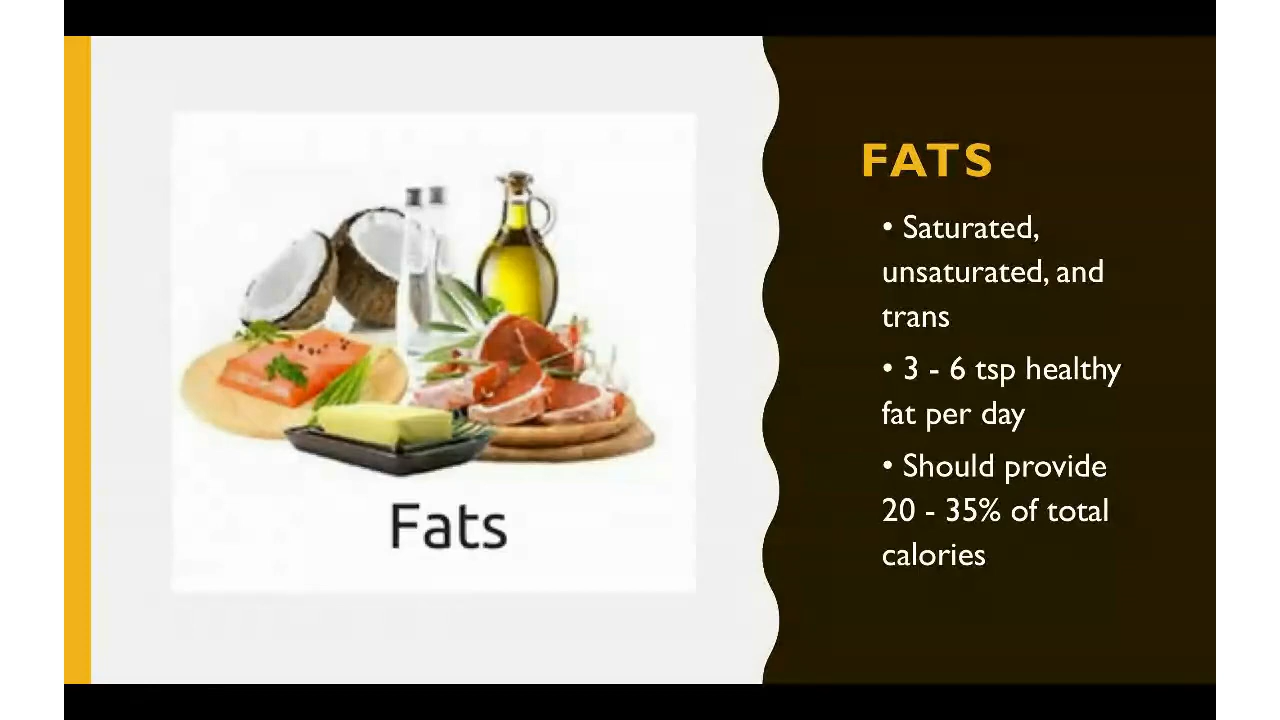 Fats
FATS
• Saturated,
unsaturated, and
trans
• 3 - 6 tsp healthy
fat per day
• Should provide
20 - 35% of total
calories